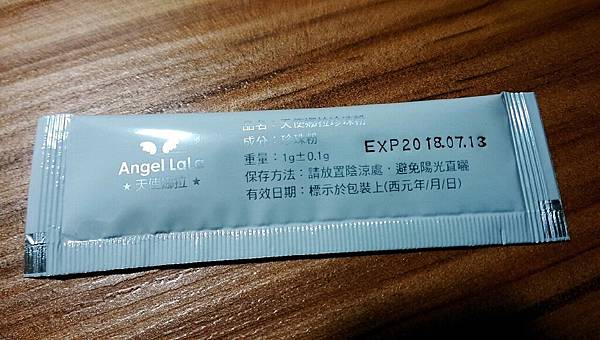 Angel LaLa
★ 天使娜拉 ★
品名：天使娜拉珍珠粉
成分：珍珠粉
重量：1g±0.1g
保存方法：請放置陰涼處，避免陽光直曬
有效日期：標示於包裝上(西元年/月/日)
EXP2018.07.13